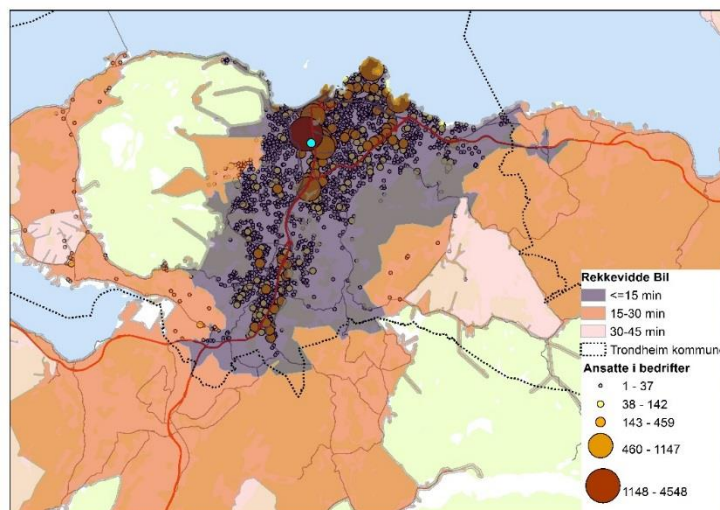 Rekkevidde Bil
<=15 min
15-30 min
30-45 min
Trondheim kommune
Ansatte i bedrifter
1 - 37
38 - 142
143 - 459
460 - 1147
1148 - 4548